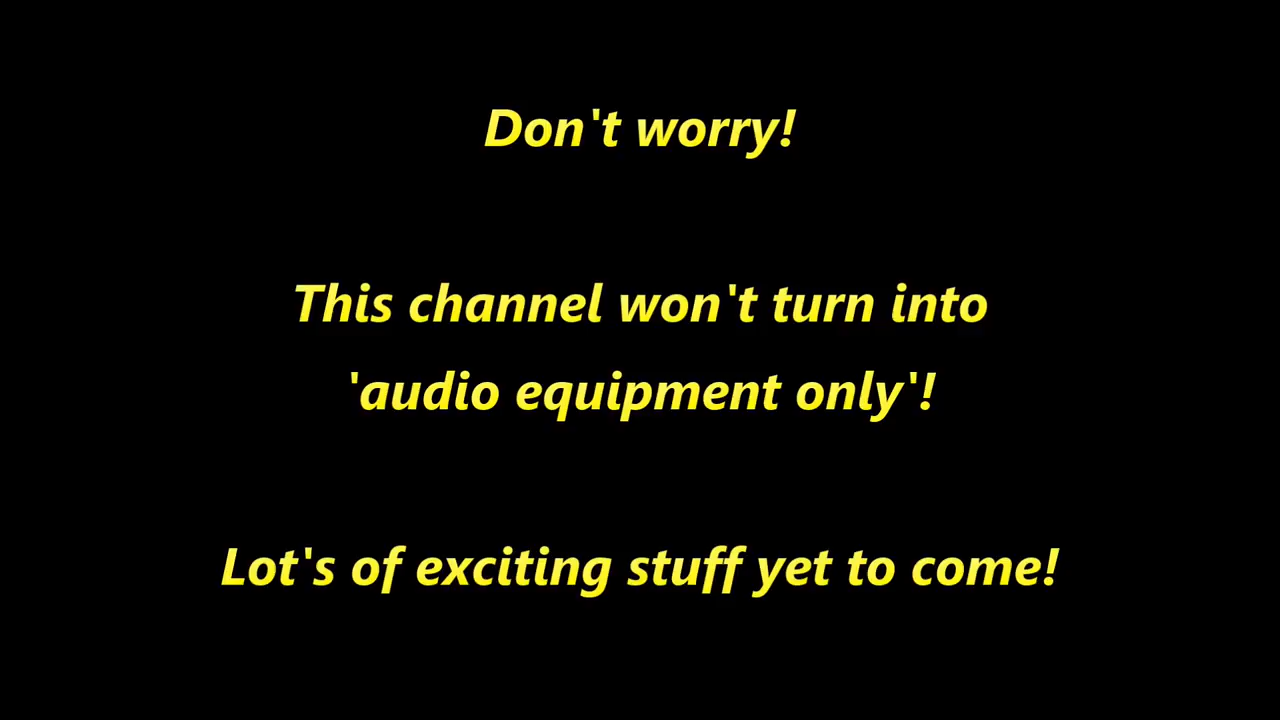 Don't worry!
This channel won't turn into
'audio equipment only'!
Lot's of exciting stuff yet to come!